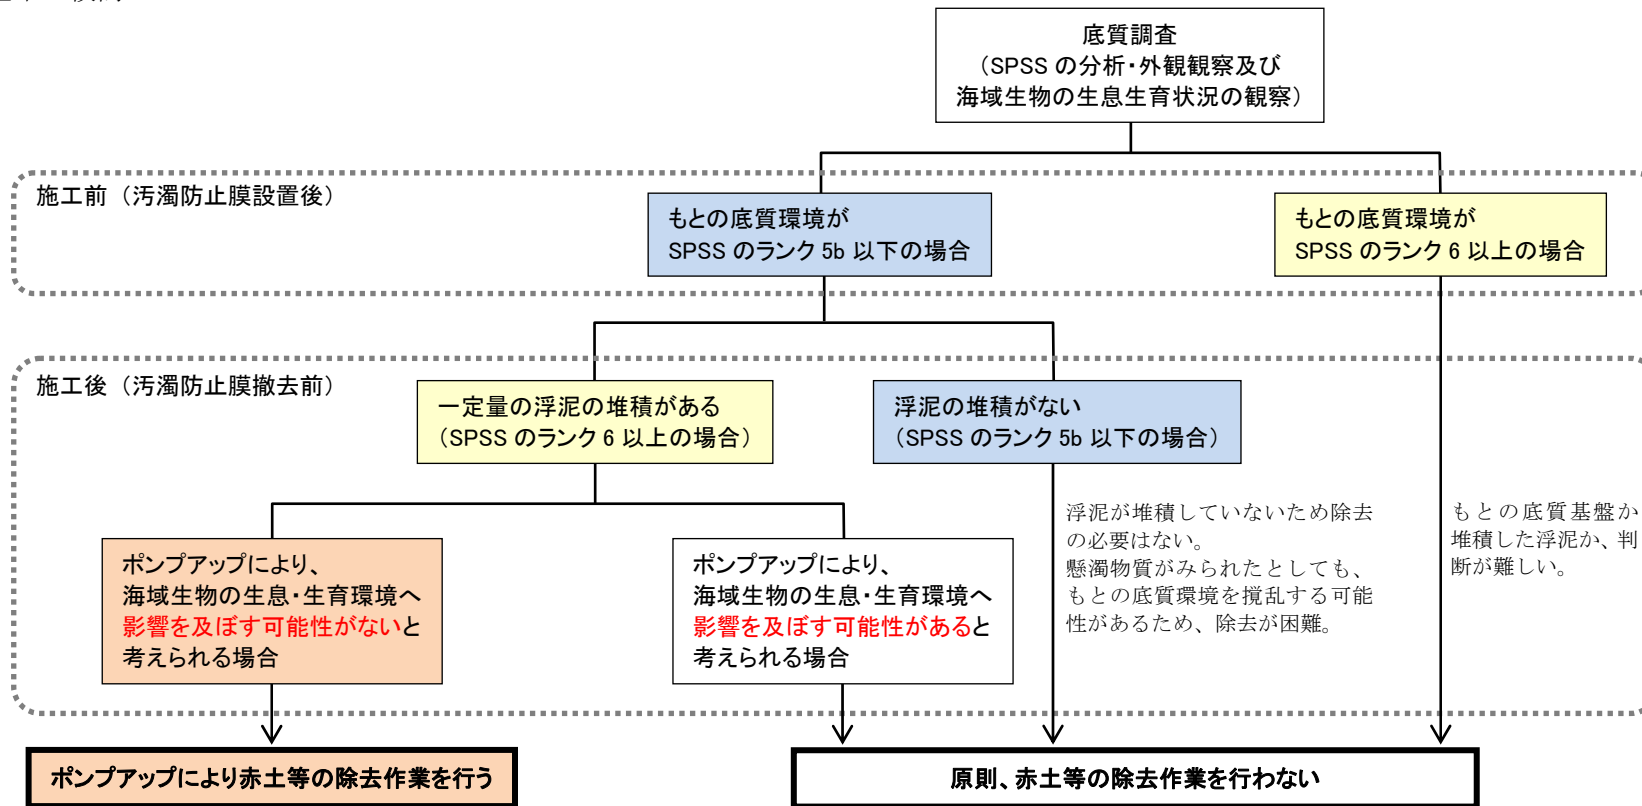 底質調査
（SPSS の分析・外観観察及び
海域生物の生息生育状況の観察）
施工前（汚濁防止膜設置後）
もとの底質環境が
SPSS のランク 5b 以下の場合
もとの底質環境が
SPSS のランク 6 以上の場合
施工後（汚濁防止膜撤去前）
一定量の浮泥の堆積がある
（SPSS のランク 6 以上の場合）
浮泥の堆積がない
（SPSS のランク 5b 以下の場合）
ポンプアップにより、
海域生物の生息・生育環境へ
影響を及ぼす可能性がないと
考えられる場合
ポンプアップにより、
海域生物の生息・生育環境へ
影響を及ぼす可能性があると
考えられる場合
浮泥が堆積していないため除去
の必要はない。
懸濁物質がみられたとしても、
もとの底質環境を撹乱する可能
性があるため、除去が困難。
もとの底質基盤か
堆積した浮泥か、判
断が難しい。
ポンプアップにより赤土等の除去作業を行う
原則、赤土等の除去作業を行わない